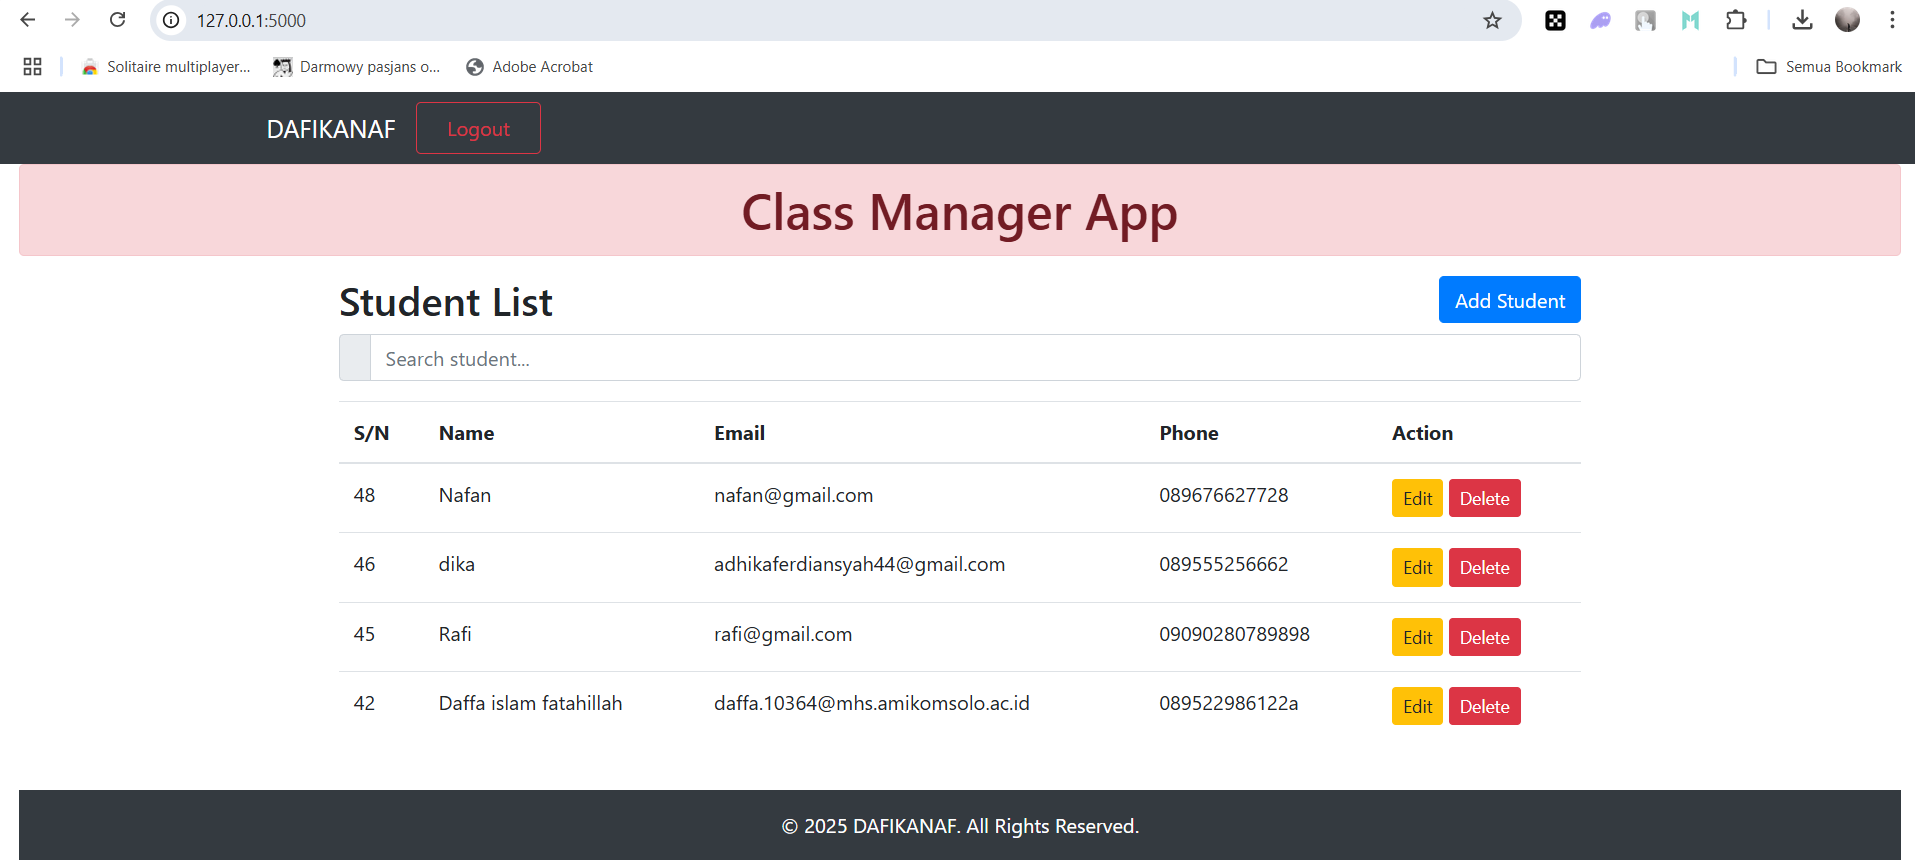 127.0.0.1:5000
Solitaire multiplayer... Darmowy pasjans o... Adobe Acrobat Semua Bookmark
DAFIKANAF Logout
Class Manager App
Student List Add Student
Search student...
S/N Name Email Phone Action
48 Nafan nafan@gmail.com 089676627728 Edit Delete
46 dika adhikaferdiansyah44@gmail.com 089555256662 Edit Delete
45 Rafi rafi@gmail.com 09090280789898 Edit Delete
42 Daffa islam fatahillah daffa.10364@mhs.amikomsolo.ac.id 089522986122a Edit Delete
© 2025 DAFIKANAF. All Rights Reserved.